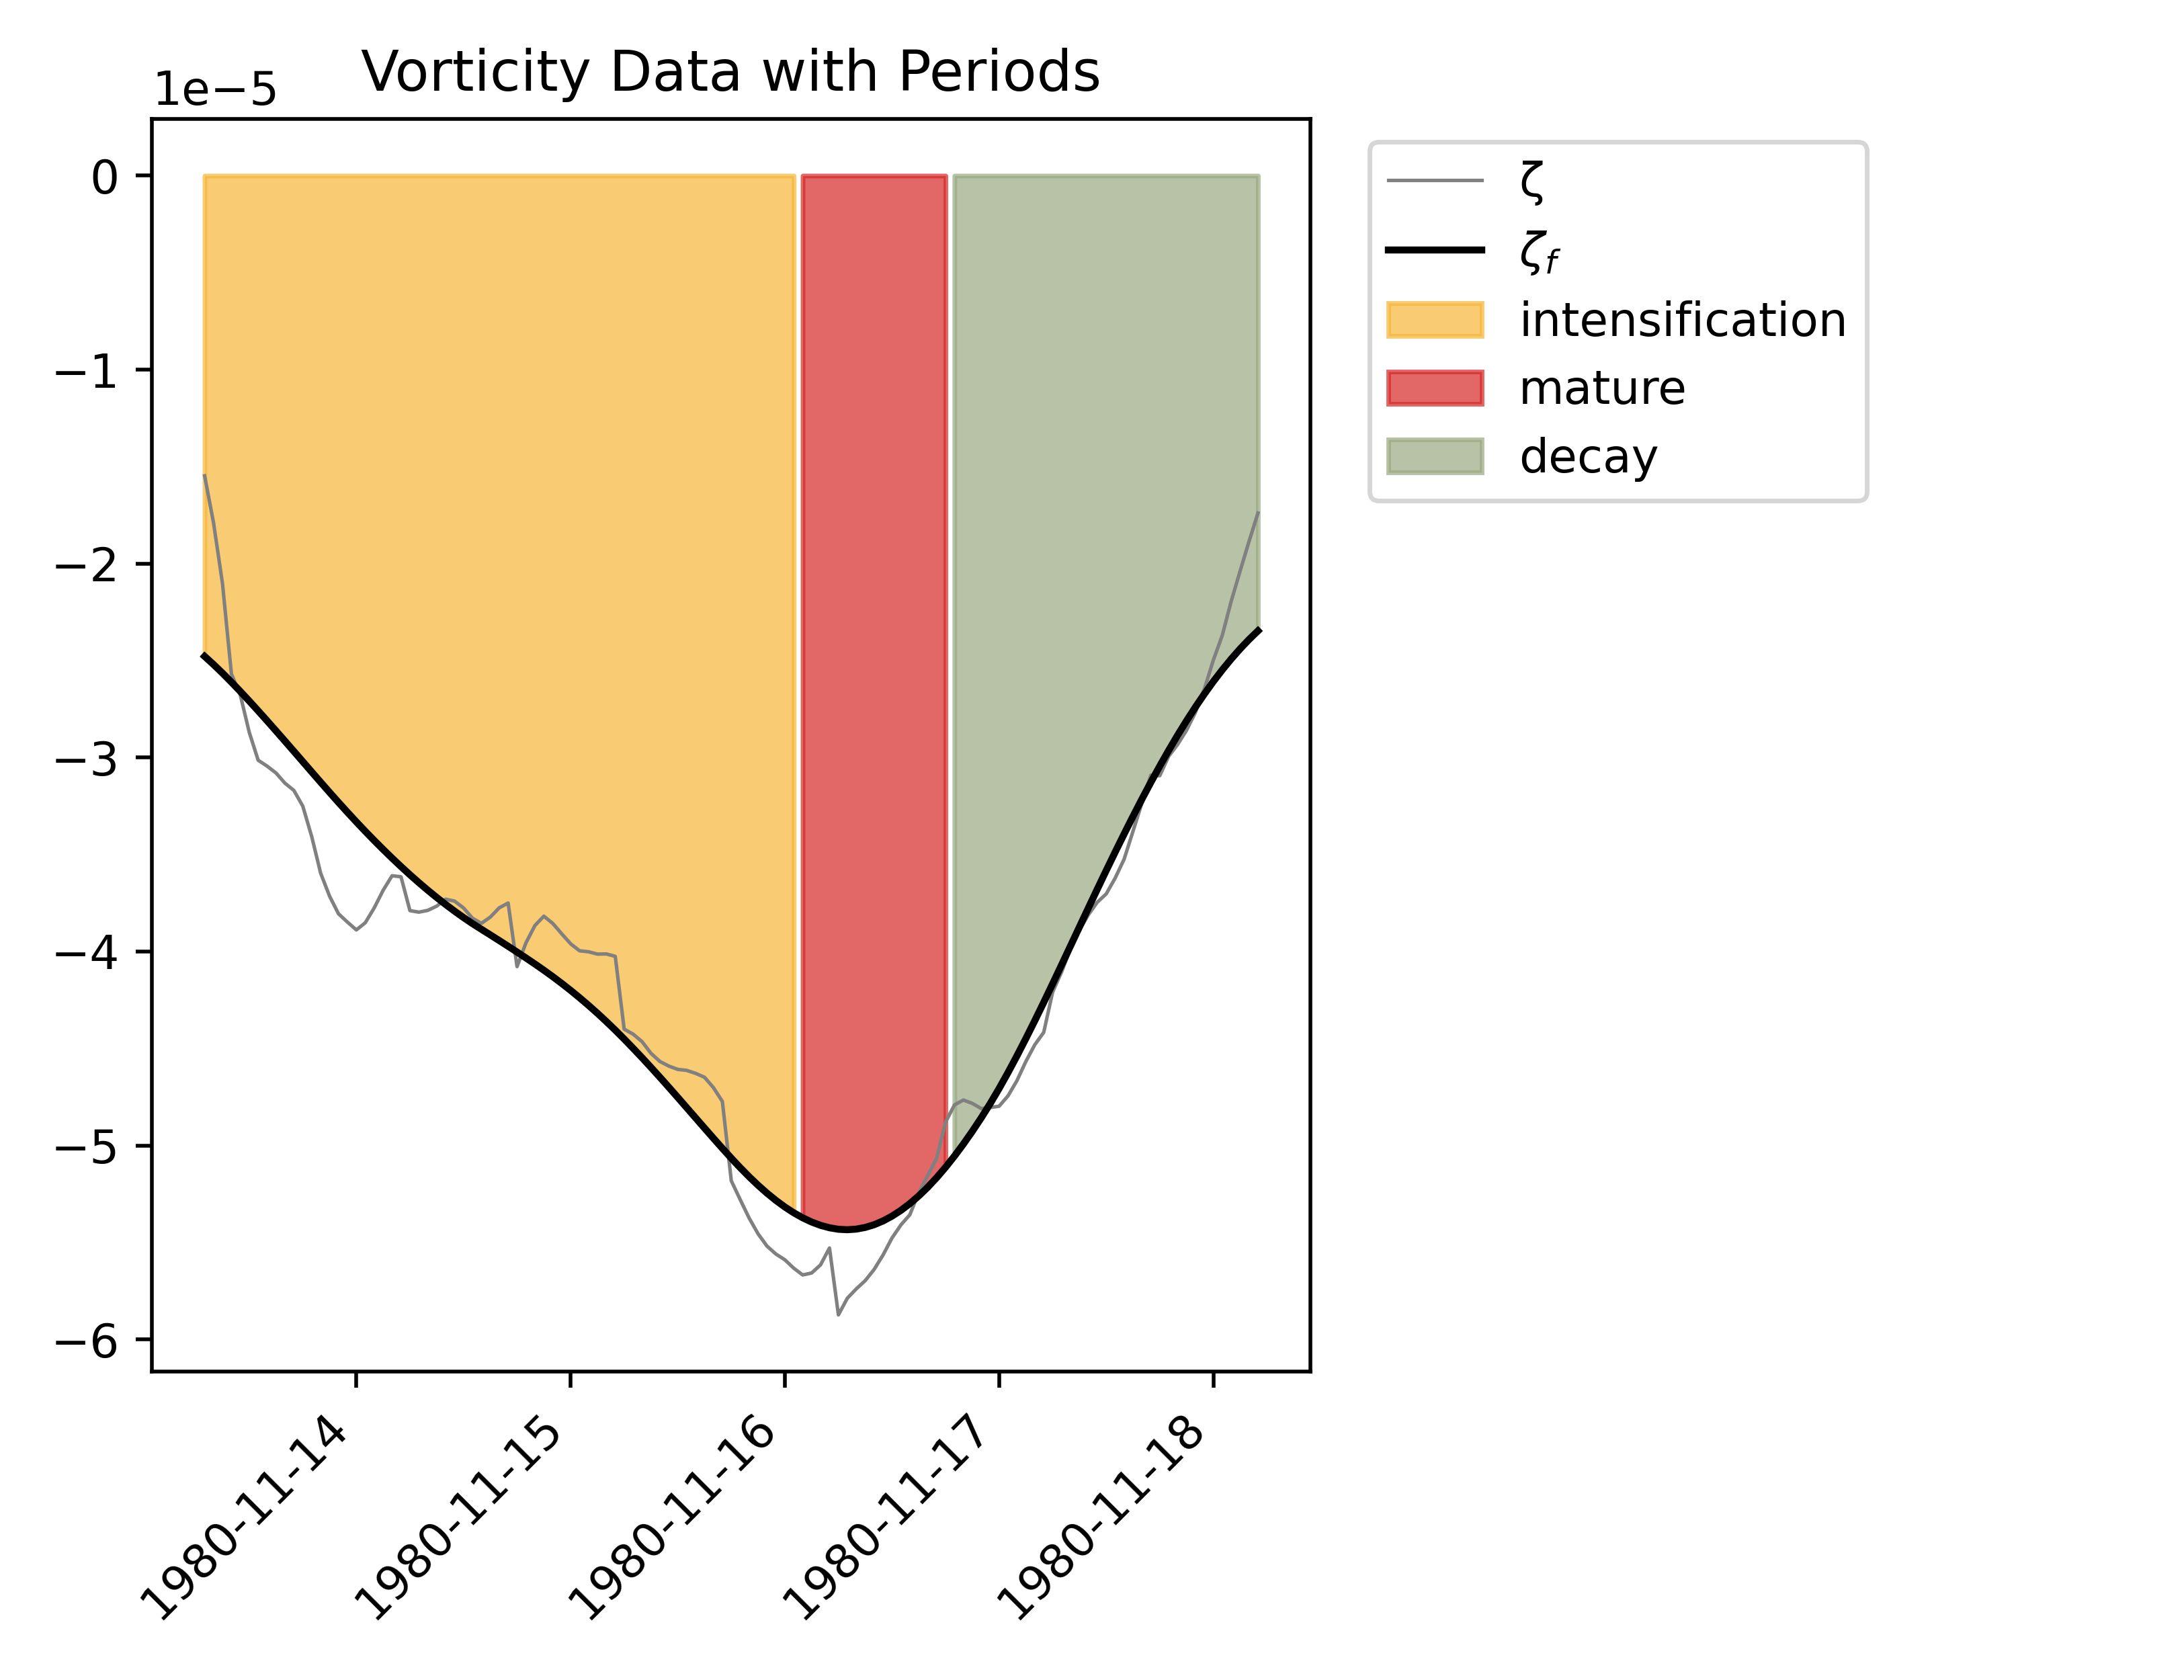 Vorticity Data with Periods
1e−5
0
−1
−2
−3
−4
−5
−6
1980-11-14
1980-11-15
1980-11-16
1980-11-17
1980-11-18
ζ
ζf
intensification
mature
decay